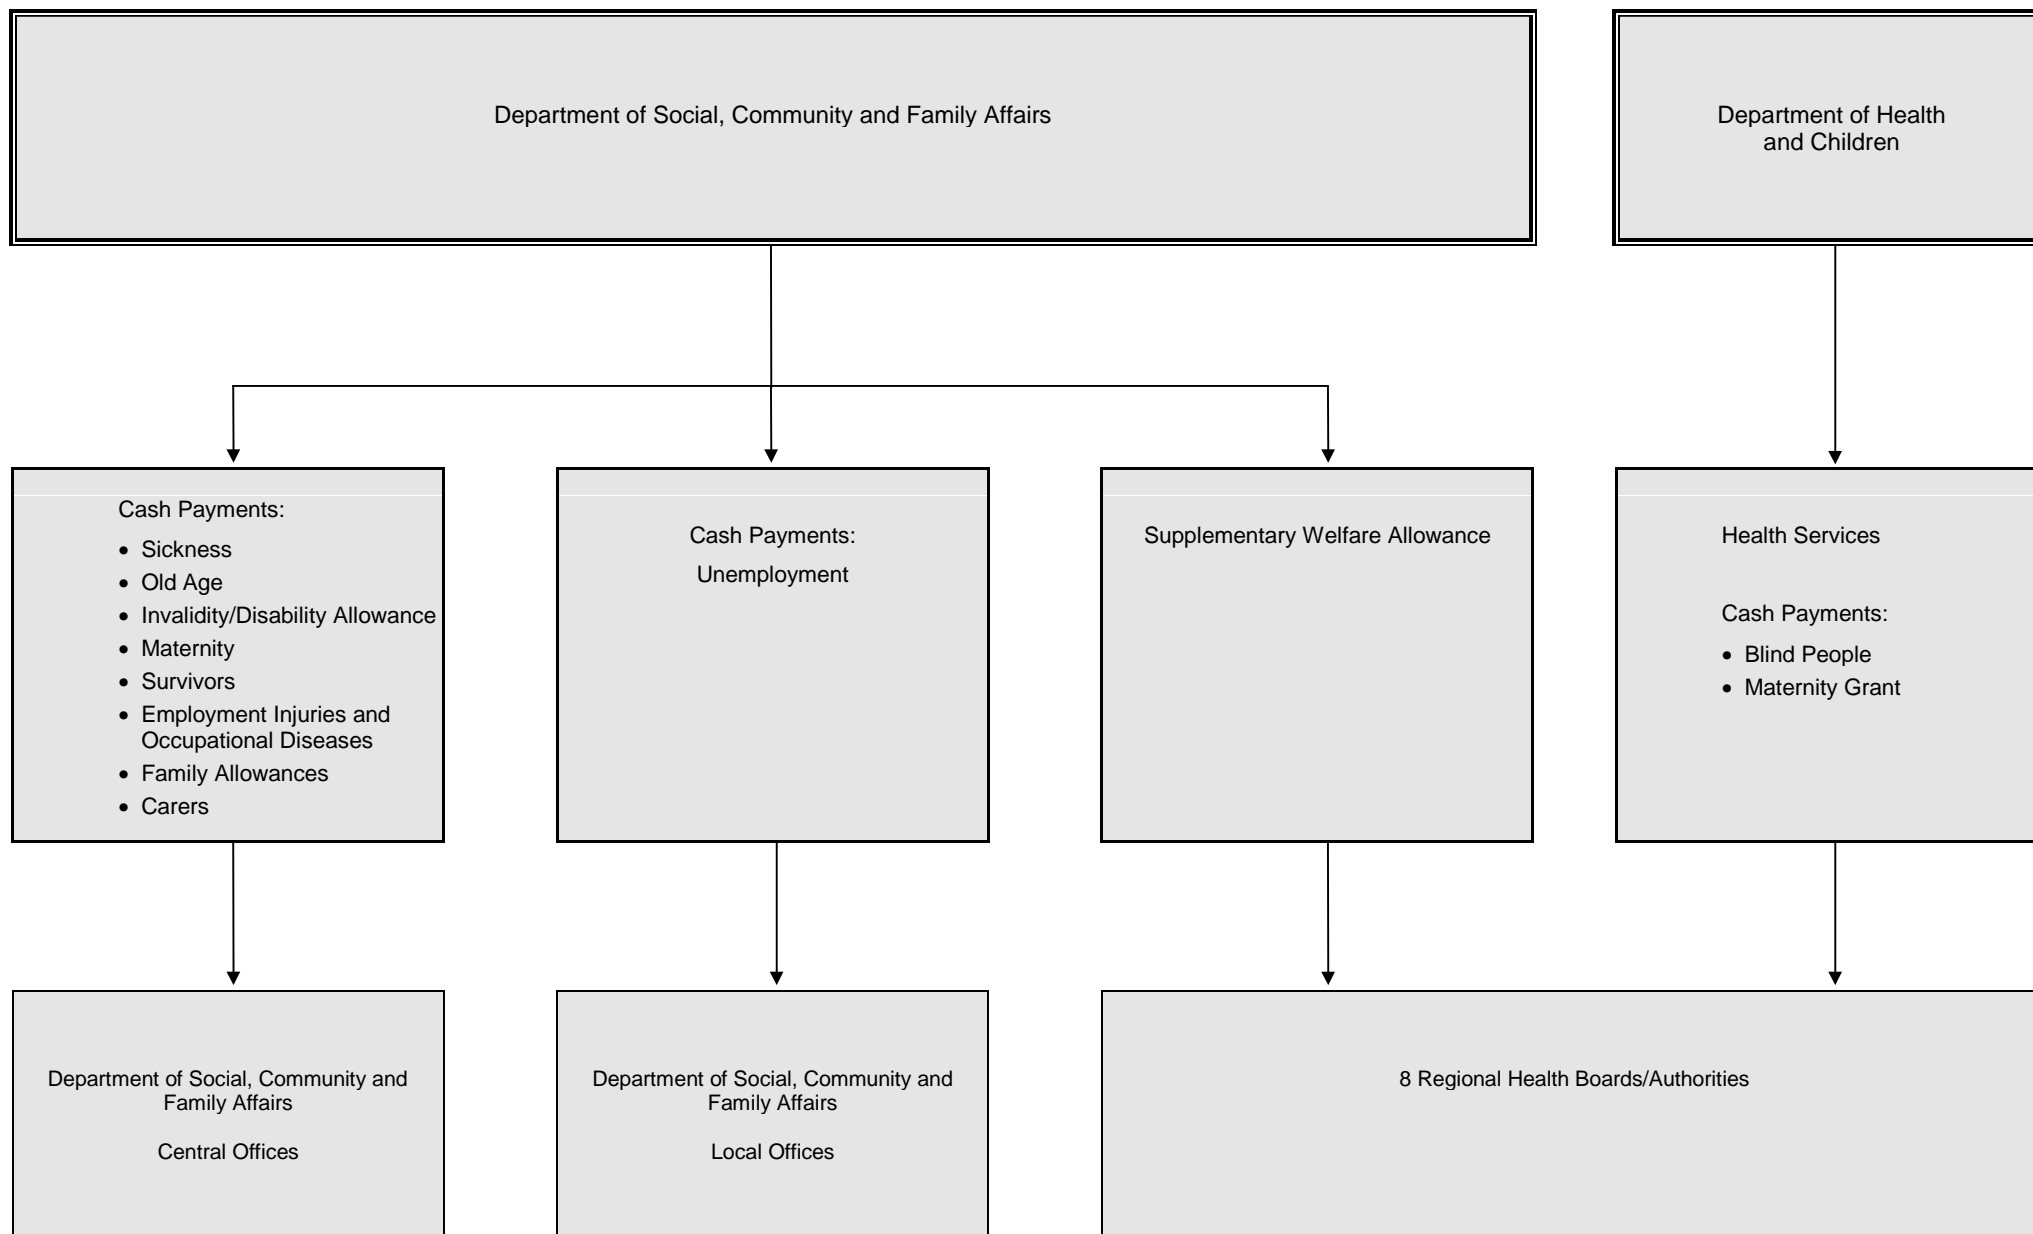 Department of Social, Community and Family Affairs
Department of Health
and Children
Cash Payments:
• Sickness
• Old Age
• Invalidity/Disability Allowance
• Maternity
• Survivors
• Employment Injuries and
Occupational Diseases
• Family Allowances
• Carers
Cash Payments:
Unemployment
Supplementary Welfare Allowance
Health Services
Cash Payments:
• Blind People
• Maternity Grant
Department of Social, Community and
Family Affairs
Central Offices
Department of Social, Community and
Family Affairs
Local Offices
8 Regional Health Boards/Authorities